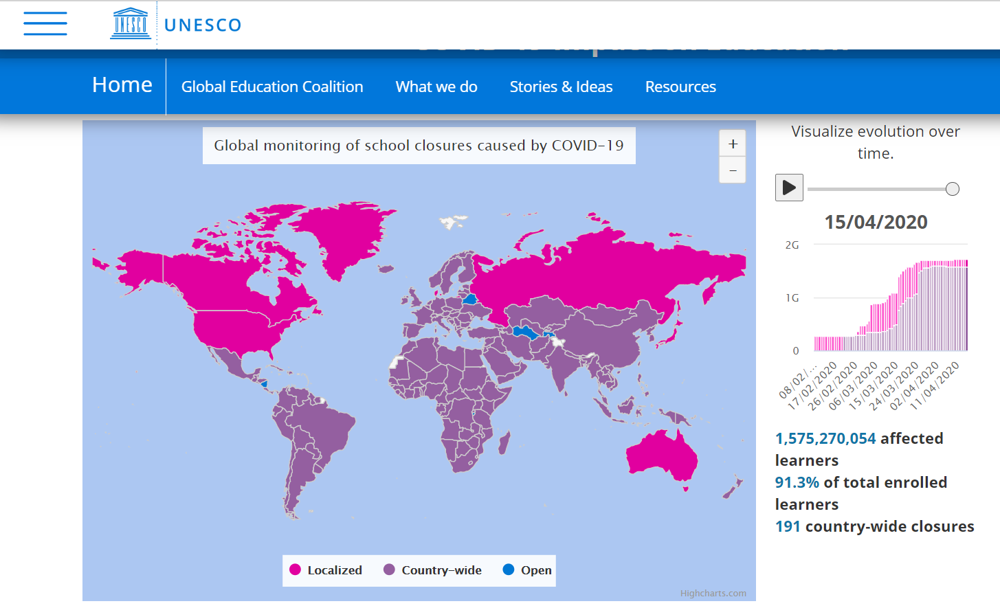 UNESCO
Home
Global Education Coalition
What we do
Stories & Ideas
Resources
Global monitoring of school closures caused by COVID-19
+
−
Visualize evolution over
time.
15/04/2020
2G
1G
0
08/02/...
17/02/2020
26/02/2020
06/03/2020
15/03/2020
24/03/2020
02/04/2020
11/04/2020
1,575,270,054 affected
learners
91.3% of total enrolled
learners
191 country-wide closures
Localized
Country-wide
Open
Highcharts.com